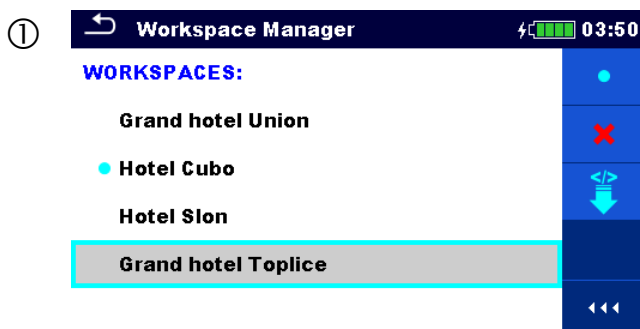 ①
Workspace Manager 03:50
WORKSPACES:
Grand hotel Union
Hotel Cubo
Hotel Slon
Grand hotel Toplice
</>